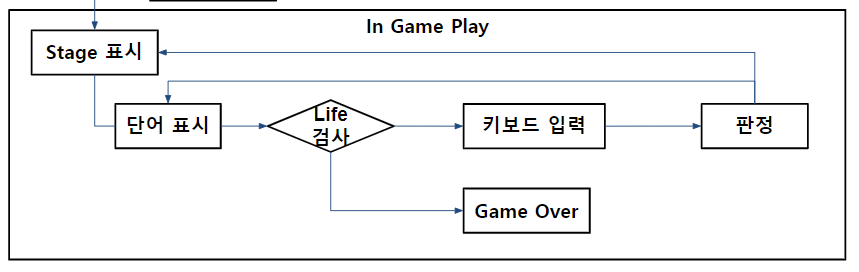 In Game Play
Stage 표시
단어 표시
Life
검사
키보드 입력
판정
Game Over